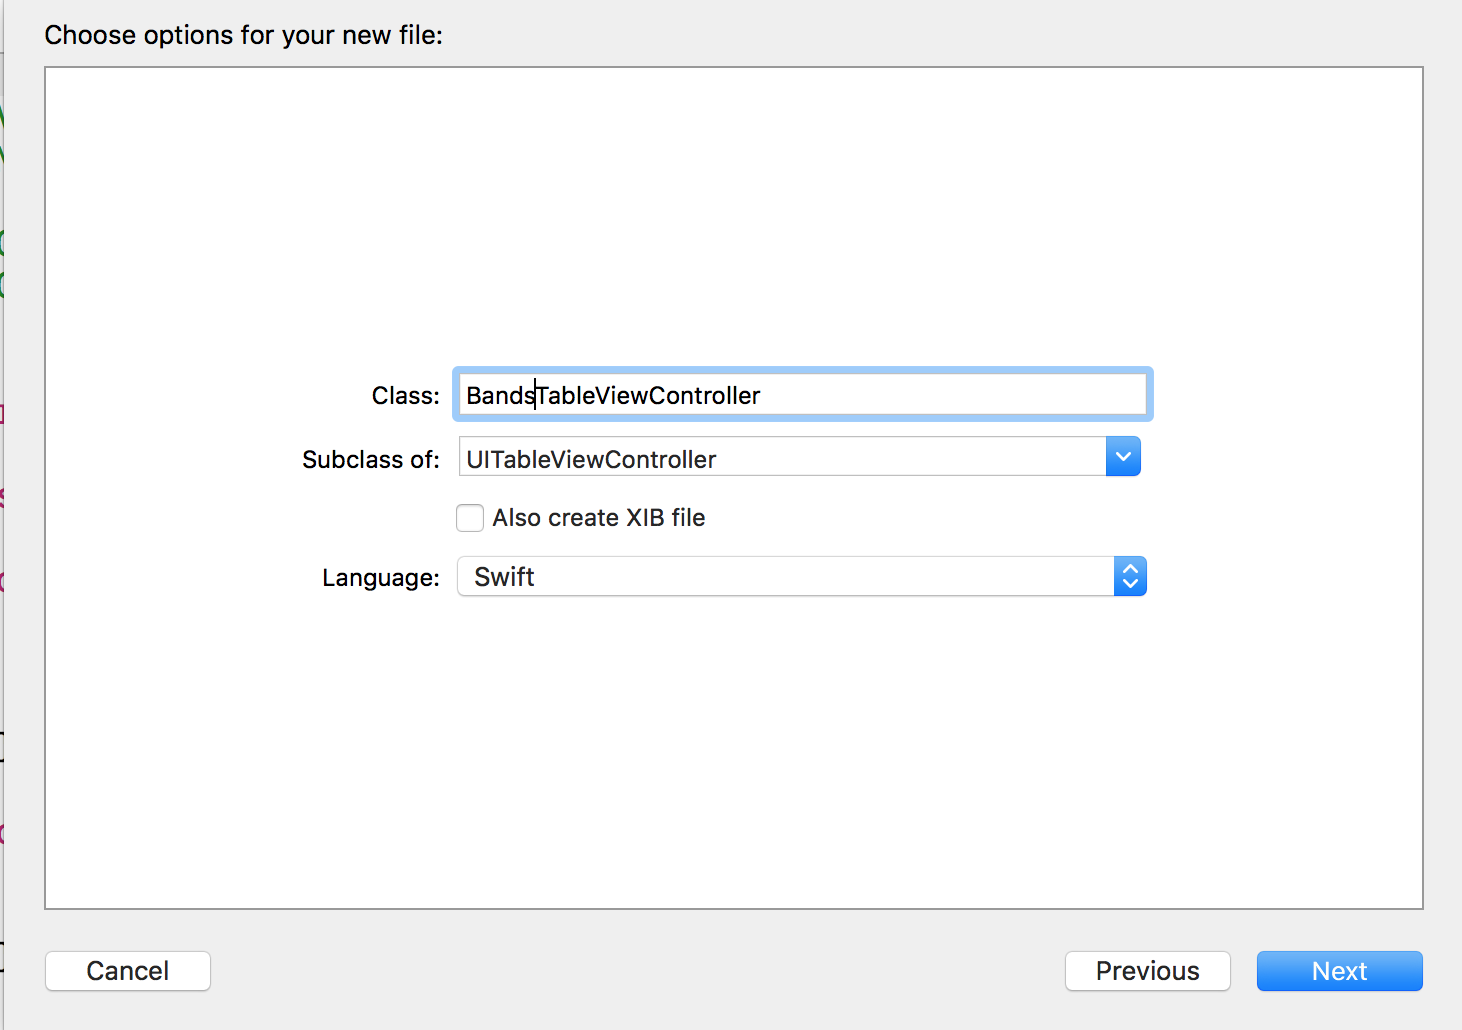 Choose options for your new file:
Class: BandsTableViewController
Subclass of: UITableViewController
Also create XIB file
Language: Swift
Cancel Previous Next